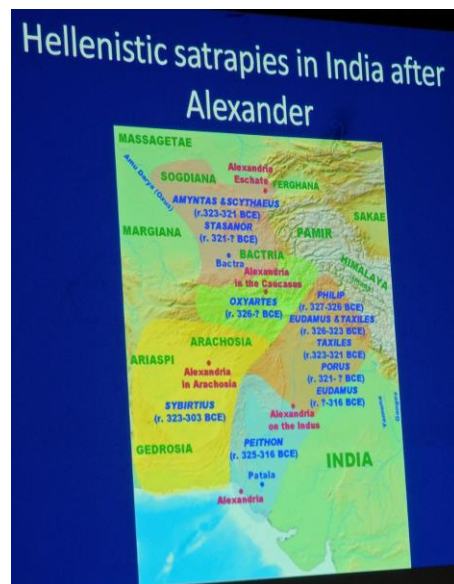 Hellenistic satrapies in India after
Alexander
MASSAGETAE
Amu Darya (Oxus)
SOGDIANA
Alexandria
Eschate
FERGHANA
AMYNTAS &SCYTHAEUS
(r.323-321 BCE)
STASANOR
(r. 321-? BCE)
SAKAE
MARGIANA
PAMIR
BACTRIA
Bactra
HIMALAYA
Alexandria
in the Caucases
OXYARTES
(r. 326-? BCE)
PHILIP
(r. 327-326 BCE)
EUDAMUS &TAXILES
(r. 326-323 BCE)
TAXILES
(r.323-321 BCE)
PORUS
(r. 321- ? BCE)
EUDAMUS
(r. ?-316 BCE)
ARACHOSIA
ARIASPI
Alexandria
in Arachosia
SYBIRTIUS
(r. 323-303 BCE)
Alexandria
on the Indus
Yamuna
Ganges
PEITHON
(r. 325-316 BCE)
GEDROSIA
INDIA
Patala
Alexandria